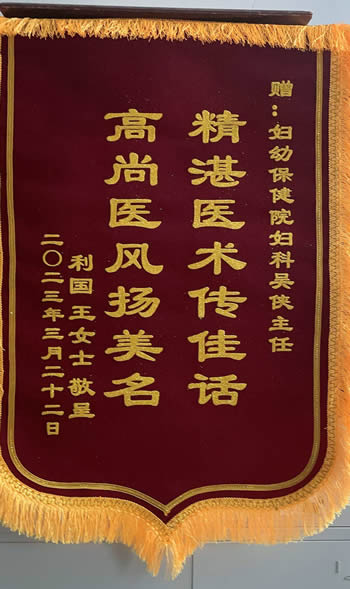 赠：妇幼保健院妇科吴侠主任
精湛医术传佳话
高尚医风扬美名
利国王女士 敬呈
二〇二三年三月二十二日